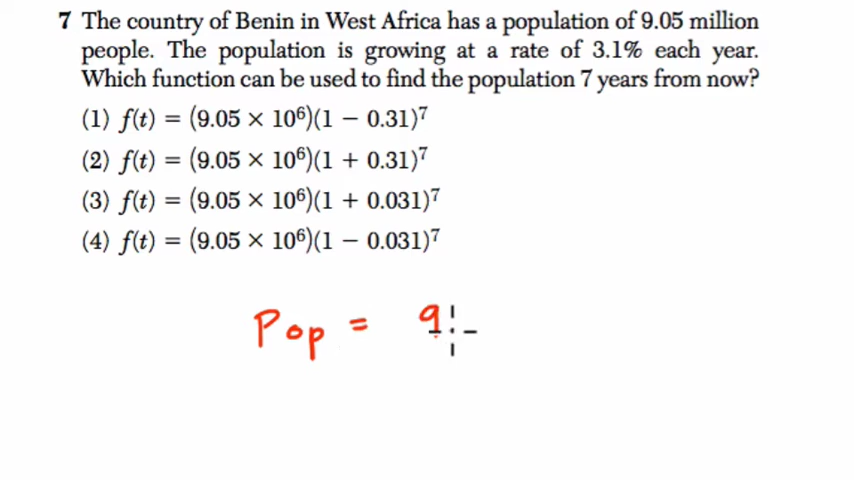 7 The country of Benin in West Africa has a population of 9.05 million
people. The population is growing at a rate of 3.1% each year.
Which function can be used to find the population 7 years from now?
(1) f(t) = (9.05 × 10⁶)(1 − 0.31)⁷
(2) f(t) = (9.05 × 10⁶)(1 + 0.31)⁷
(3) f(t) = (9.05 × 10⁶)(1 + 0.031)⁷
(4) f(t) = (9.05 × 10⁶)(1 − 0.031)⁷
Pop = 9